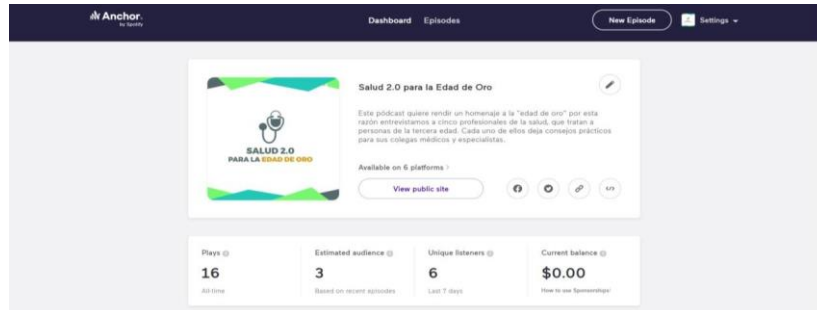 Anchor
by Spotify
Dashboard Episodes
New Episode
Settings
Salud 2.0 para la Edad de Oro
Este pódcast quiere rendir un homenaje a la "edad de oro" por esta
razón entrevistamos a cinco profesionales de la salud, que tratan a
personas de la tercera edad. Cada uno de ellos deja consejos prácticos
para sus colegas médicos y especialistas.
SALUD 2.0
PARA LA EDAD DE ORO
Available on 6 platforms
View public site
Plays
Estimated audience
Unique listeners
Current balance
16
3
6
$0.00
All-time
Based on recent episodes
Last 7 days
How to use Sponsorships